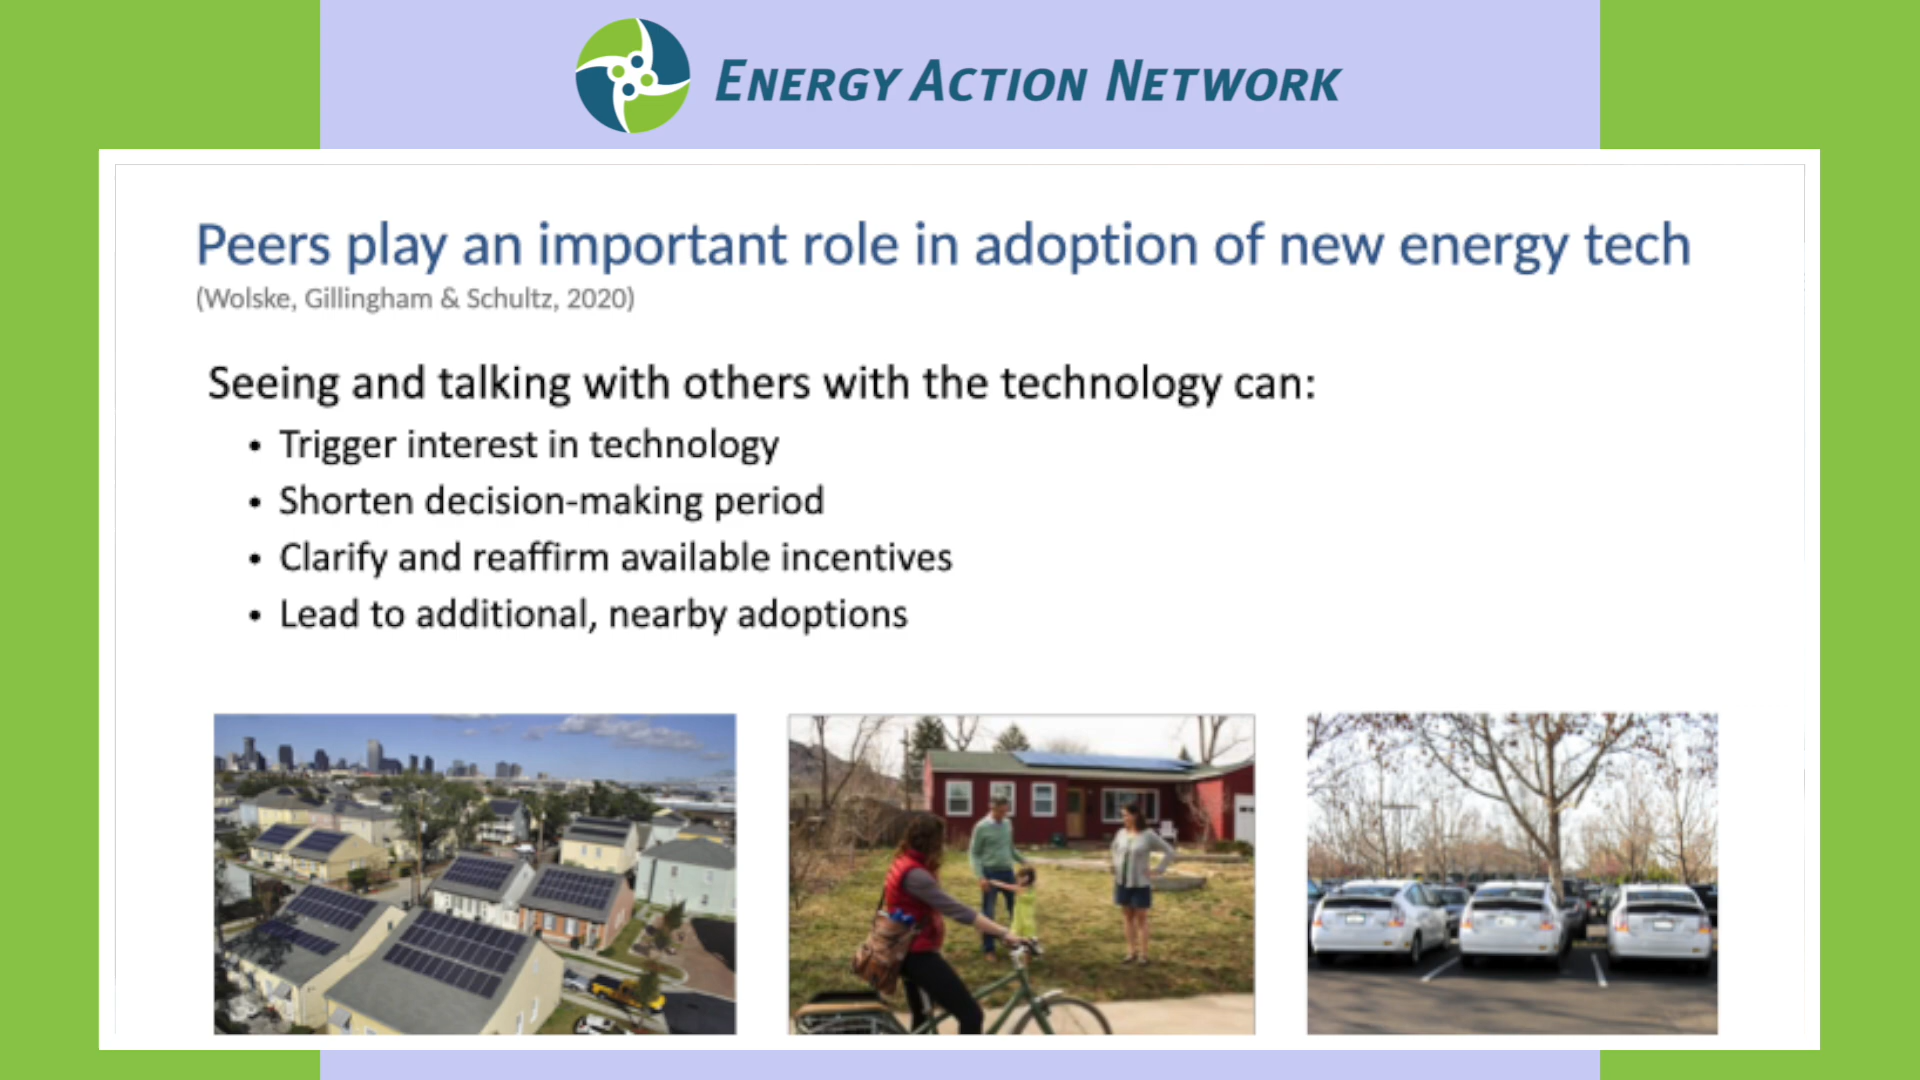 ENERGY ACTION NETWORK
Peers play an important role in adoption of new energy tech
(Wolske, Gillingham & Schultz, 2020)
Seeing and talking with others with the technology can:
• Trigger interest in technology
• Shorten decision-making period
• Clarify and reaffirm available incentives
• Lead to additional, nearby adoptions